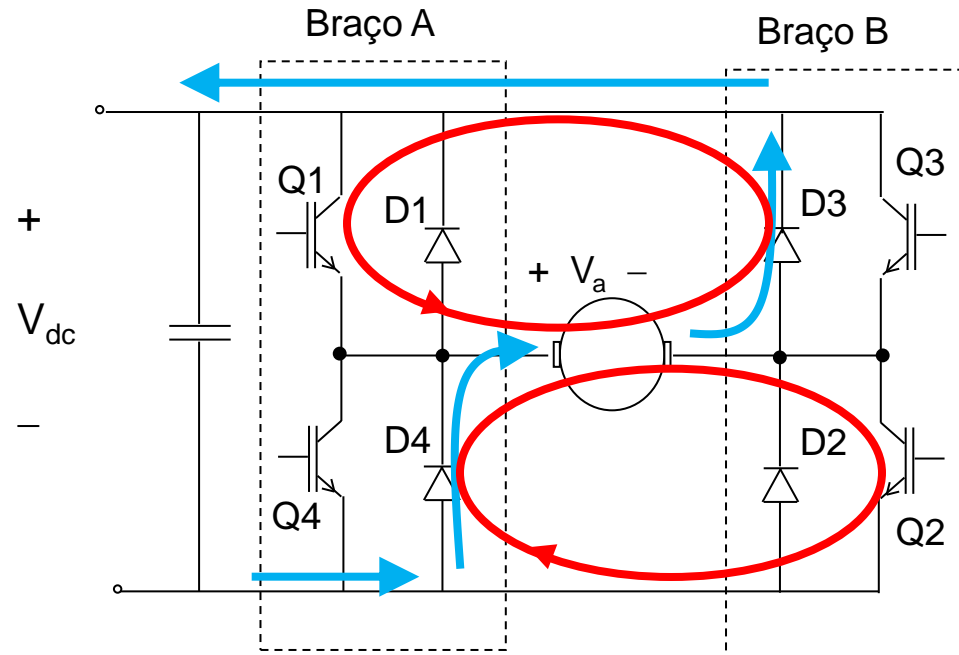 Braço A
Braço B
Q1
D1
D3
Q3
+
+ Va −
Vdc
−
D4
D2
Q4
Q2